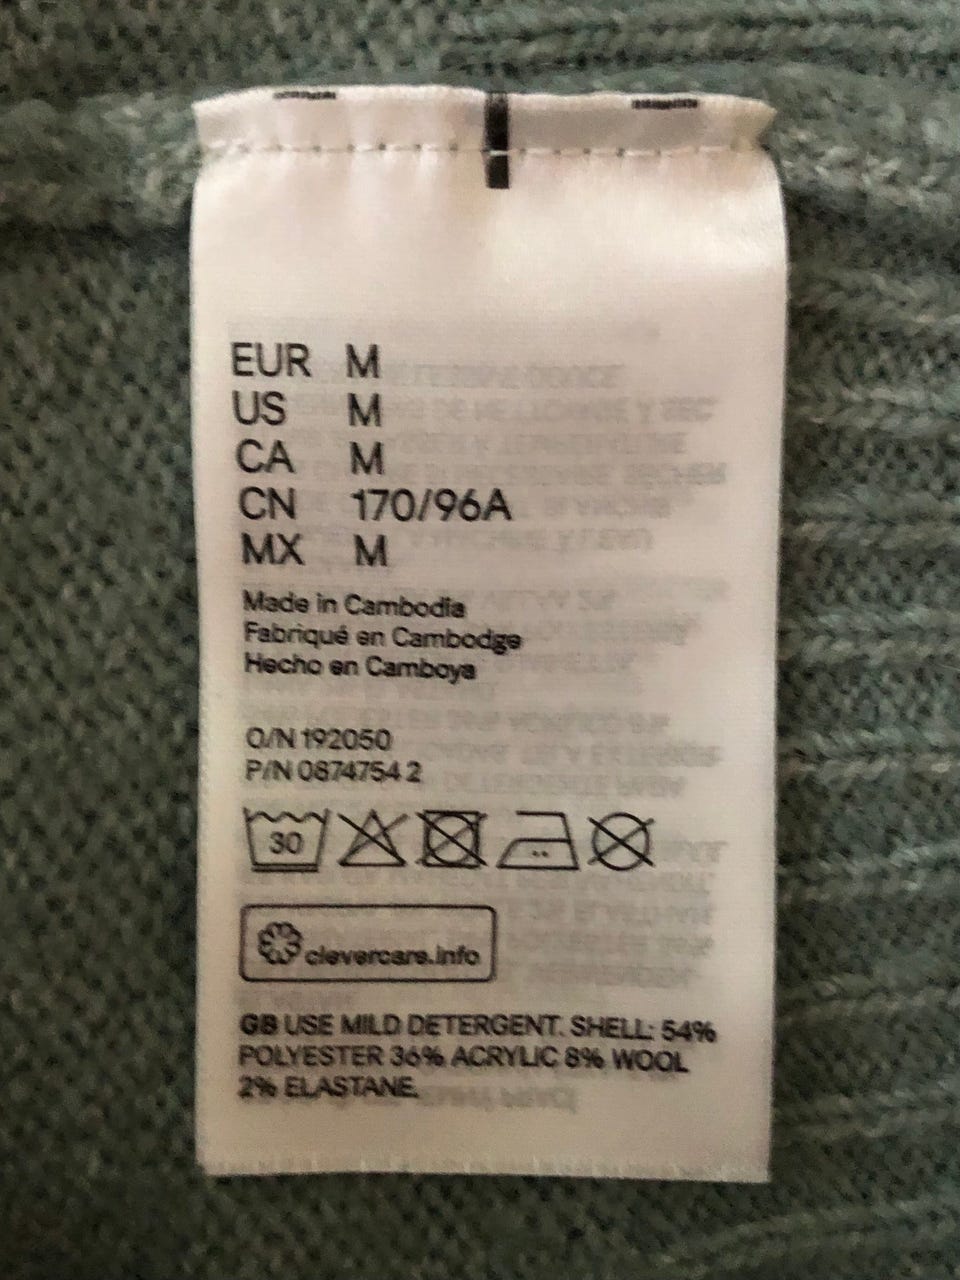 EUR M
US M
CA M
CN 170/96A
MX M
Made in Cambodia
Fabriqué en Cambodge
Hecho en Camboya
O/N 192050
P/N 0874754 2
30
clevercare.info
GB USE MILD DETERGENT. SHELL: 54%
POLYESTER 36% ACRYLIC 8% WOOL
2% ELASTANE.